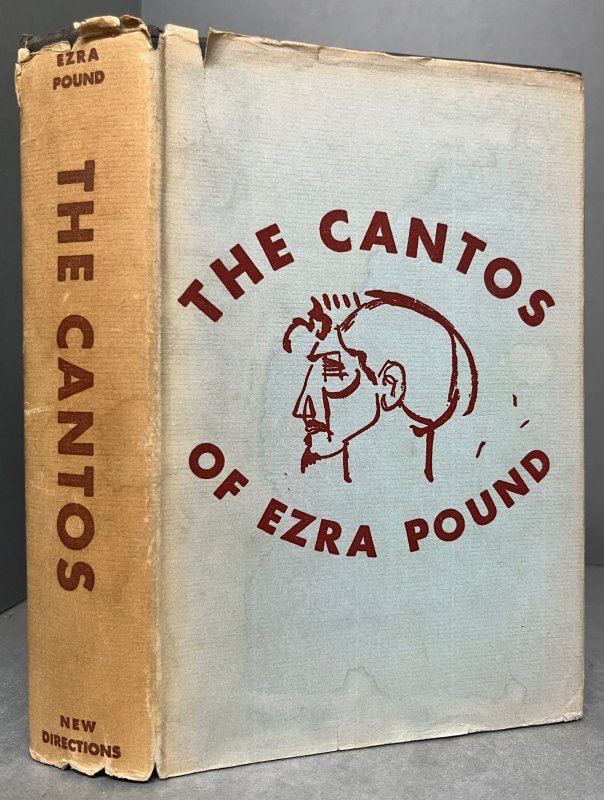 EZRA
POUND
THE CANTOS
NEW
DIRECTIONS
THE CANTOS
OF EZRA POUND